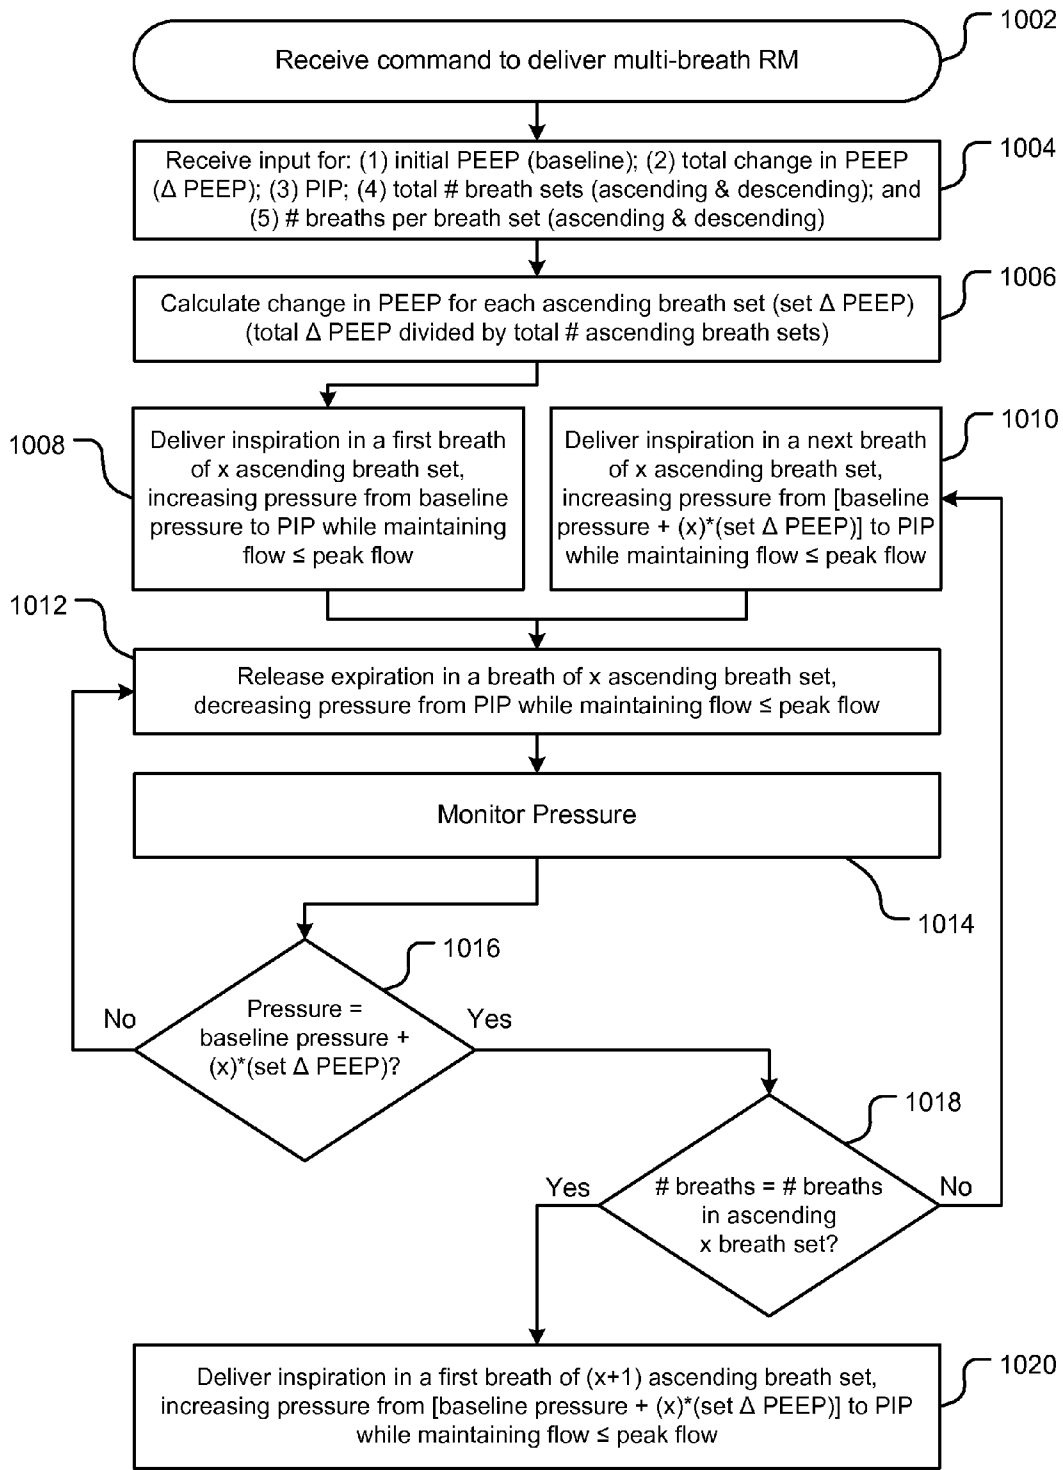 1002
Receive command to deliver multi-breath RM
1004
Receive input for: (1) initial PEEP (baseline); (2) total change in PEEP
(Δ PEEP); (3) PIP; (4) total # breath sets (ascending & descending); and
(5) # breaths per breath set (ascending & descending)
1006
Calculate change in PEEP for each ascending breath set (set Δ PEEP)
(total Δ PEEP divided by total # ascending breath sets)
1008
Deliver inspiration in a first breath
of x ascending breath set,
increasing pressure from baseline
pressure to PIP while maintaining
flow ≤ peak flow
1010
Deliver inspiration in a next breath
of x ascending breath set,
increasing pressure from [baseline
pressure + (x)*(set Δ PEEP)] to PIP
while maintaining flow ≤ peak flow
1012
Release expiration in a breath of x ascending breath set,
decreasing pressure from PIP while maintaining flow ≤ peak flow
Monitor Pressure
1014
1016
Pressure =
baseline pressure +
(x)*(set Δ PEEP)?
No
Yes
1018
# breaths = # breaths
in ascending
x breath set?
Yes
No
1020
Deliver inspiration in a first breath of (x+1) ascending breath set,
increasing pressure from [baseline pressure + (x)*(set Δ PEEP)] to PIP
while maintaining flow ≤ peak flow